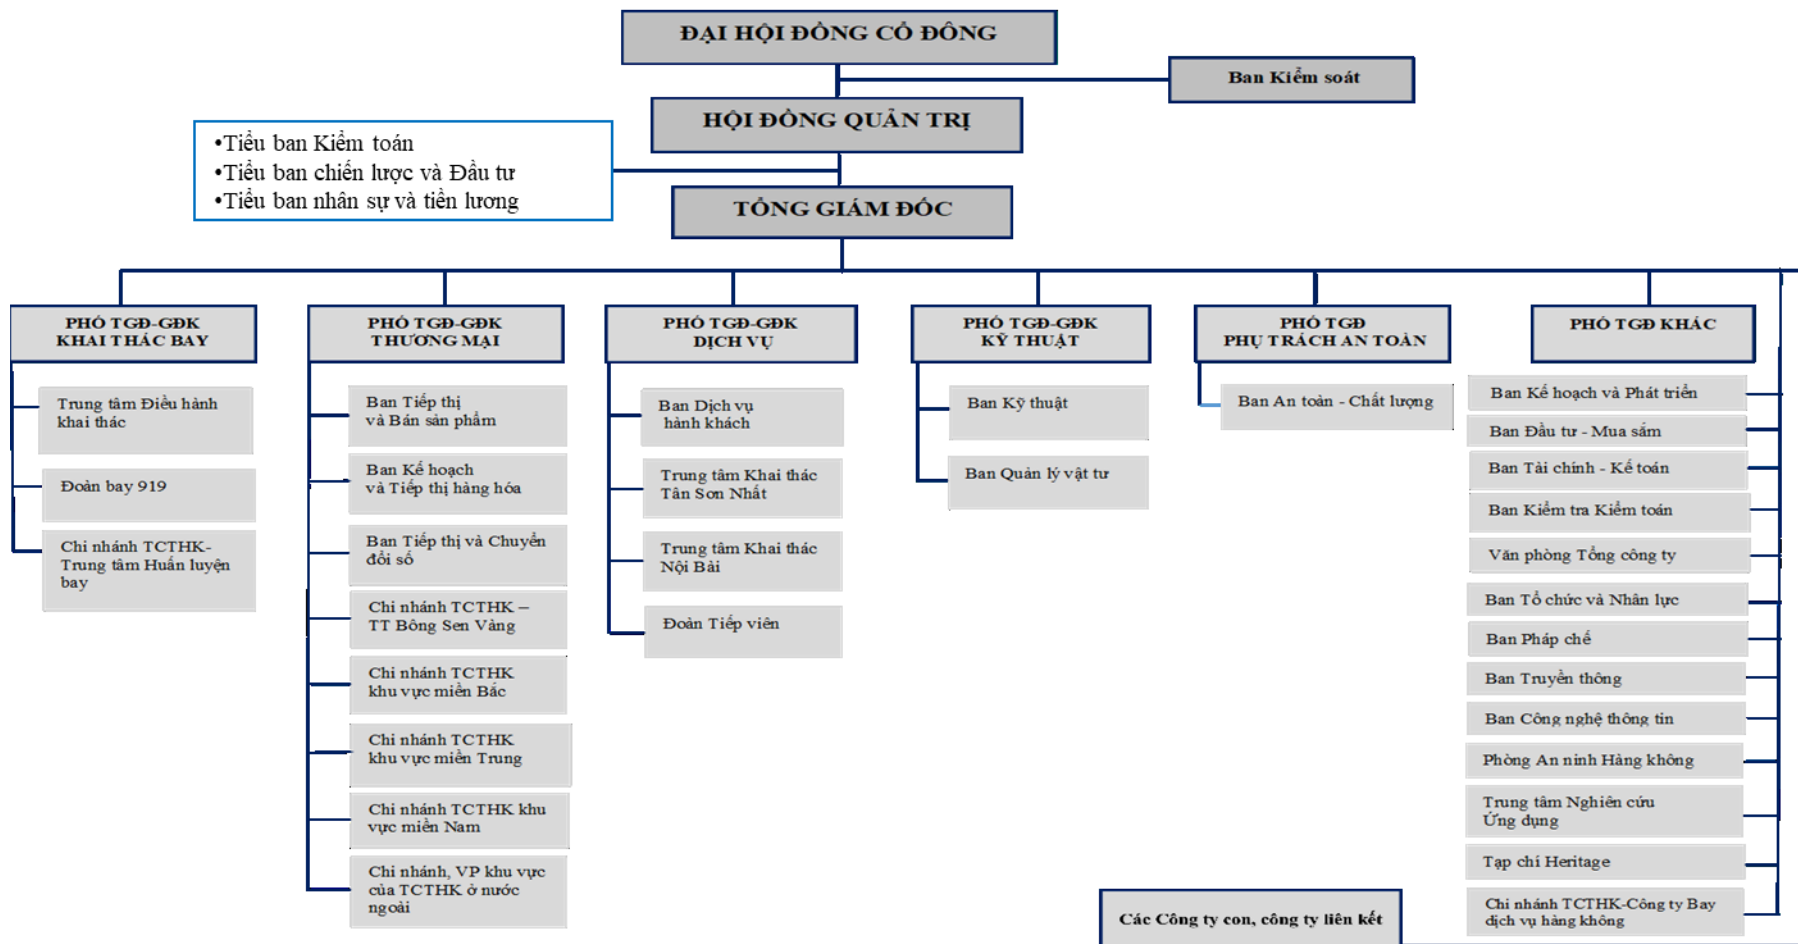 ĐẠI HỘI ĐỒNG CỔ ĐÔNG
Ban Kiểm soát
HỘI ĐỒNG QUẢN TRỊ
•Tiểu ban Kiểm toán
•Tiểu ban chiến lược và Đầu tư
•Tiểu ban nhân sự và tiền lương
TỔNG GIÁM ĐỐC
PHÓ TGĐ-GĐK
KHAI THÁC BAY
Trung tâm Điều hành
khai thác
Đoàn bay 919
Chi nhánh TCTHK-
Trung tâm Huấn luyện
bay
PHÓ TGĐ-GĐK
THƯƠNG MẠI
Ban Tiếp thị
và Bán sản phẩm
Ban Kế hoạch
và Tiếp thị hàng hóa
Ban Tiếp thị và Chuyển
đổi số
Chi nhánh TCTHK –
TT Bông Sen Vàng
Chi nhánh TCTHK
khu vực miền Bắc
Chi nhánh TCTHK
khu vực miền Trung
Chi nhánh TCTHK khu
vực miền Nam
Chi nhánh, VP khu vực
của TCTHK ở nước
ngoài
PHÓ TGĐ-GĐK
DỊCH VỤ
Ban Dịch vụ
hành khách
Trung tâm Khai thác
Tân Sơn Nhất
Trung tâm Khai thác
Nội Bài
Đoàn Tiếp viên
PHÓ TGĐ-GĐK
KỸ THUẬT
Ban Kỹ thuật
Ban Quản lý vật tư
PHÓ TGĐ
PHỤ TRÁCH AN TOÀN
Ban An toàn - Chất lượng
PHÓ TGĐ KHÁC
Ban Kế hoạch và Phát triển
Ban Đầu tư - Mua sắm
Ban Tài chính - Kế toán
Ban Kiểm tra Kiểm toán
Văn phòng Tổng công ty
Ban Tổ chức và Nhân lực
Ban Pháp chế
Ban Truyền thông
Ban Công nghệ thông tin
Phòng An ninh Hàng không
Trung tâm Nghiên cứu
Ứng dụng
Tạp chí Heritage
Chi nhánh TCTHK-Công ty Bay
dịch vụ hàng không
Các Công ty con, công ty liên kết